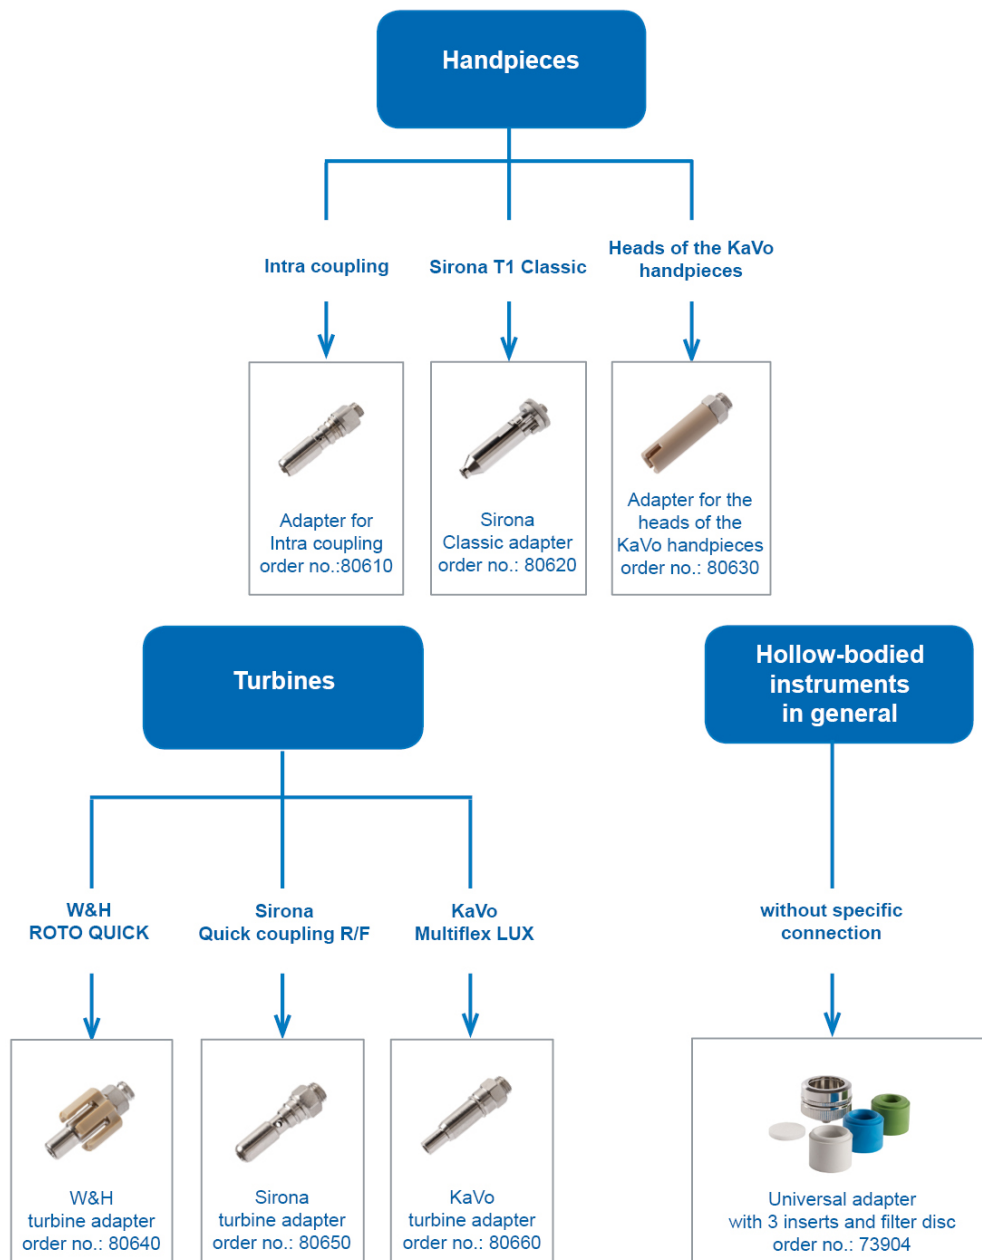 Handpieces
Intra coupling
Sirona T1 Classic
Heads of the KaVo
handpieces
Adapter for
Intra coupling
order no.:80610
Sirona
Classic adapter
order no.: 80620
Adapter for the
heads of the
KaVo handpieces
order no.: 80630
Turbines
Hollow-bodied
instruments
in general
W&H
ROTO QUICK
Sirona
Quick coupling R/F
KaVo
Multiflex LUX
without specific
connection
W&H
turbine adapter
order no.: 80640
Sirona
turbine adapter
order no.: 80650
KaVo
turbine adapter
order no.: 80660
Universal adapter
with 3 inserts and filter disc
order no.: 73904